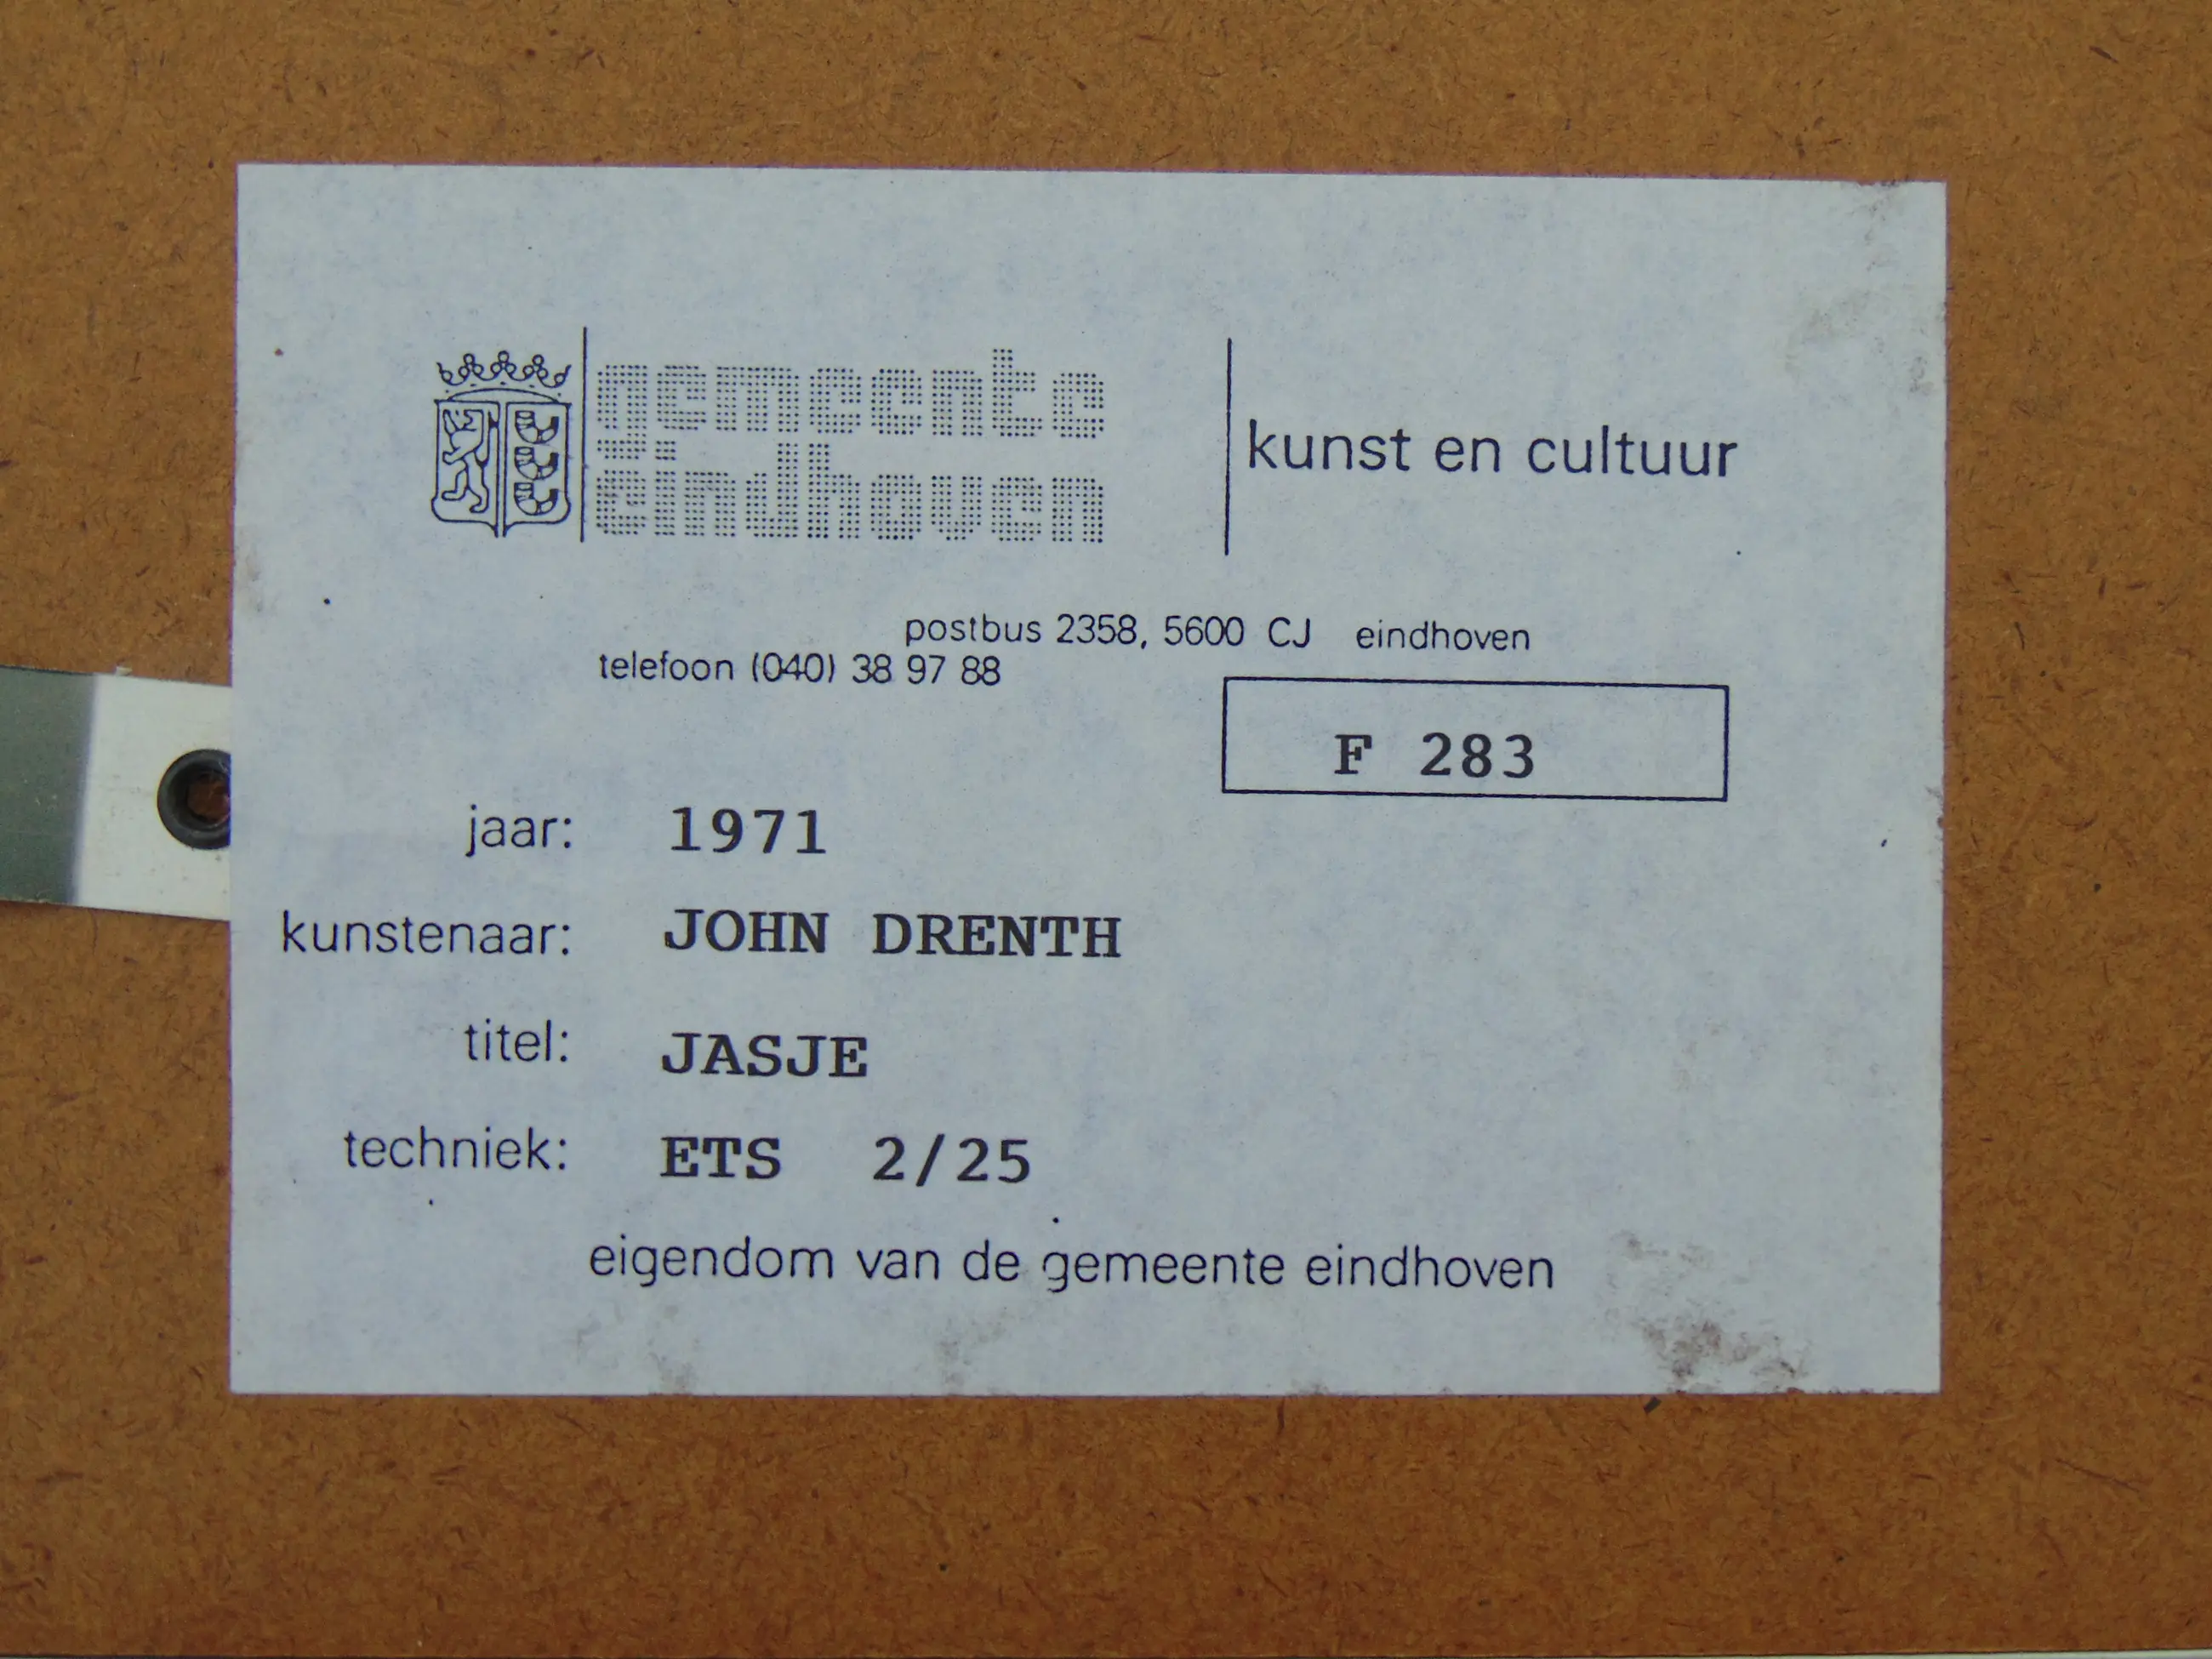 gemeente
eindhoven
kunst en cultuur
postbus 2358, 5600 CJ eindhoven
telefoon (040) 38 97 88
F 283
jaar: 1971
kunstenaar: JOHN DRENTH
titel: JASJE
techniek: ETS 2/25
eigendom van de gemeente eindhoven